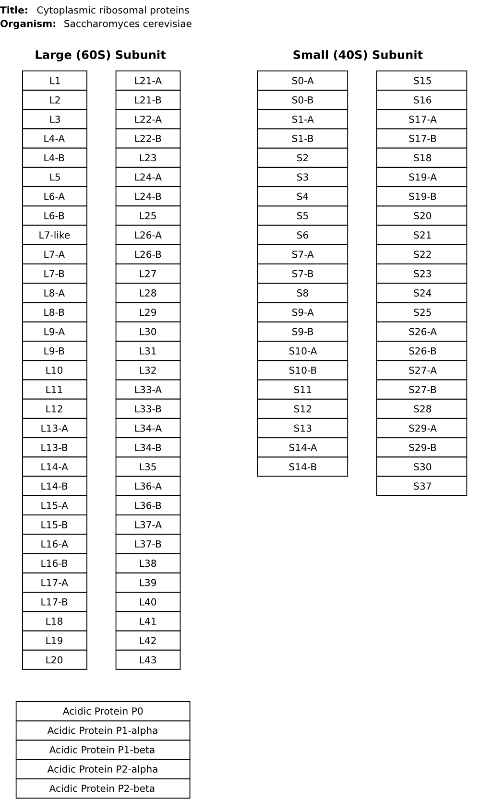 Title: Cytoplasmic ribosomal proteins
Organism: Saccharomyces cerevisiae
Large (60S) Subunit
L1
L2
L3
L4-A
L4-B
L5
L6-A
L6-B
L7-like
L7-A
L7-B
L8-A
L8-B
L9-A
L9-B
L10
L11
L12
L13-A
L13-B
L14-A
L14-B
L15-A
L15-B
L16-A
L16-B
L17-A
L17-B
L18
L19
L20
L21-A
L21-B
L22-A
L22-B
L23
L24-A
L24-B
L25
L26-A
L26-B
L27
L28
L29
L30
L31
L32
L33-A
L33-B
L34-A
L34-B
L35
L36-A
L36-B
L37-A
L37-B
L38
L39
L40
L41
L42
L43
Acidic Protein P0
Acidic Protein P1-alpha
Acidic Protein P1-beta
Acidic Protein P2-alpha
Acidic Protein P2-beta
Small (40S) Subunit
S0-A
S0-B
S1-A
S1-B
S2
S3
S4
S5
S6
S7-A
S7-B
S8
S9-A
S9-B
S10-A
S10-B
S11
S12
S13
S14-A
S14-B
S15
S16
S17-A
S17-B
S18
S19-A
S19-B
S20
S21
S22
S23
S24
S25
S26-A
S26-B
S27-A
S27-B
S28
S29-A
S29-B
S30
S37